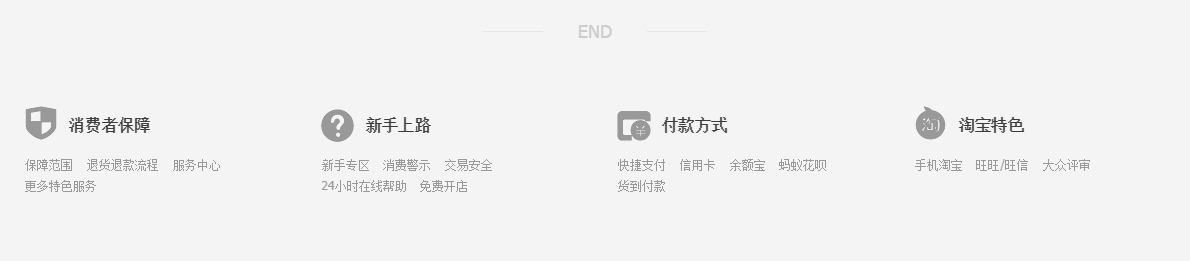 END
消费者保障
保障范围 退货退款流程 服务中心
更多特色服务
新手上路
新手专区 消费警示 交易安全
24小时在线帮助 免费开店
付款方式
快捷支付 信用卡 余额宝 蚂蚁花呗
货到付款
淘宝特色
手机淘宝 旺旺/旺信 大众评审